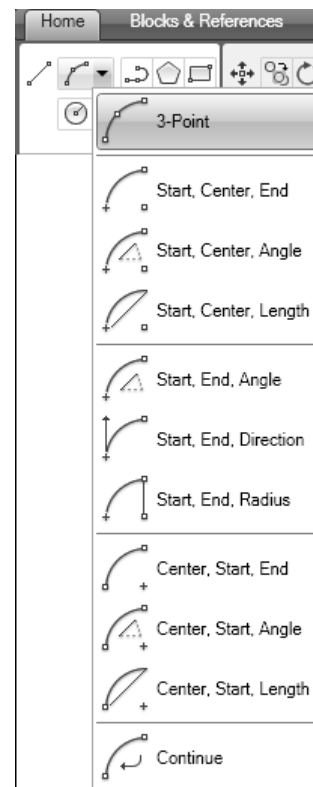 Home
Blocks & References
3-Point
Start, Center, End
Start, Center, Angle
Start, Center, Length
Start, End, Angle
Start, End, Direction
Start, End, Radius
Center, Start, End
Center, Start, Angle
Center, Start, Length
Continue